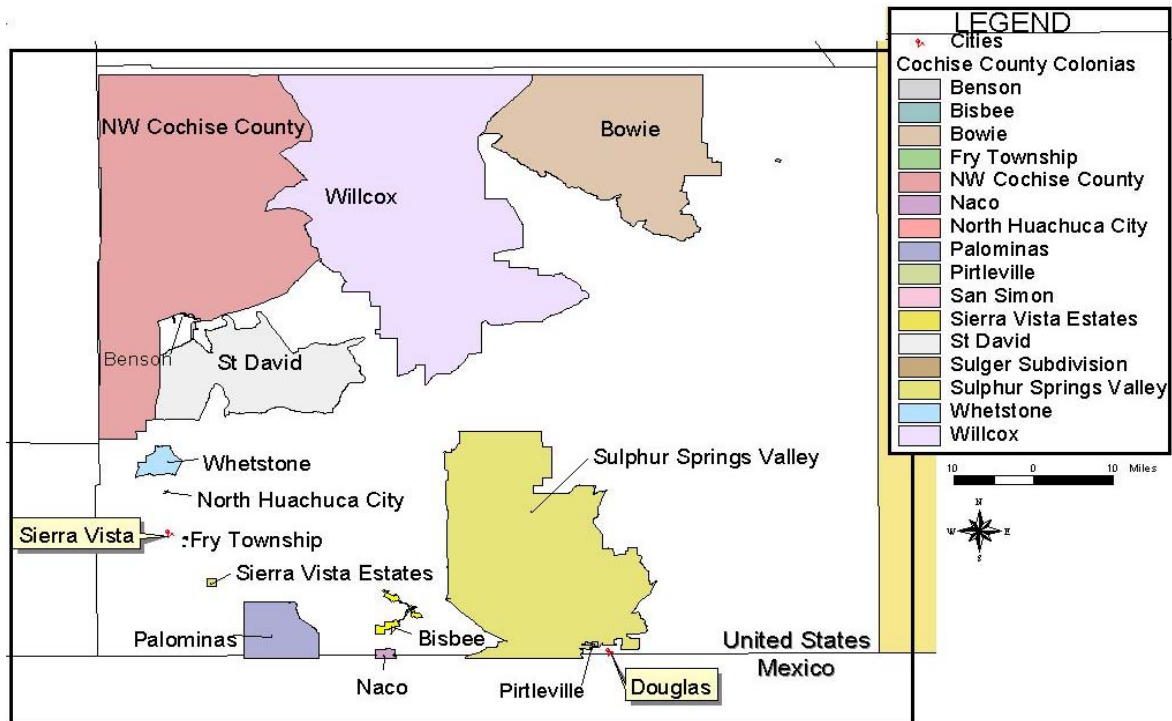 LEGEND
Cities
Cochise County Colonias
Benson
Bisbee
Bowie
Fry Township
NW Cochise County
Naco
North Huachuca City
Palominas
Pirtleville
San Simon
Sierra Vista Estates
St David
Sulger Subdivision
Sulphur Springs Valley
Whetstone
Willcox
10 0 10 Miles
N
W E
S
NW Cochise County
Bowie
Willcox
Benson
St David
Whetstone
Sulphur Springs Valley
North Huachuca City
Sierra Vista
Fry Township
Sierra Vista Estates
Palominas
Bisbee
United States
Mexico
Naco
Pirtleville
Douglas